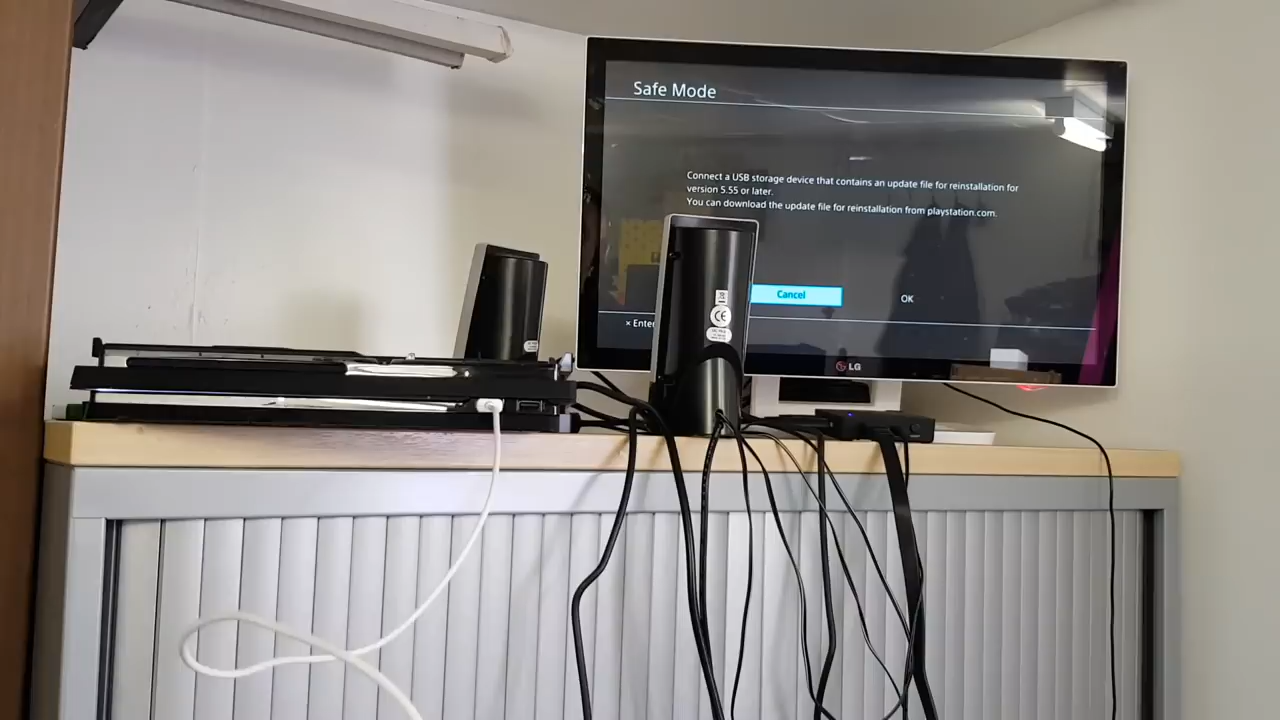 Safe Mode
Connect a USB storage device that contains an update file for reinstallation for
version 5.55 or later.
You can download the update file for reinstallation from playstation.com.
Cancel
OK
× Enter
CE
LG